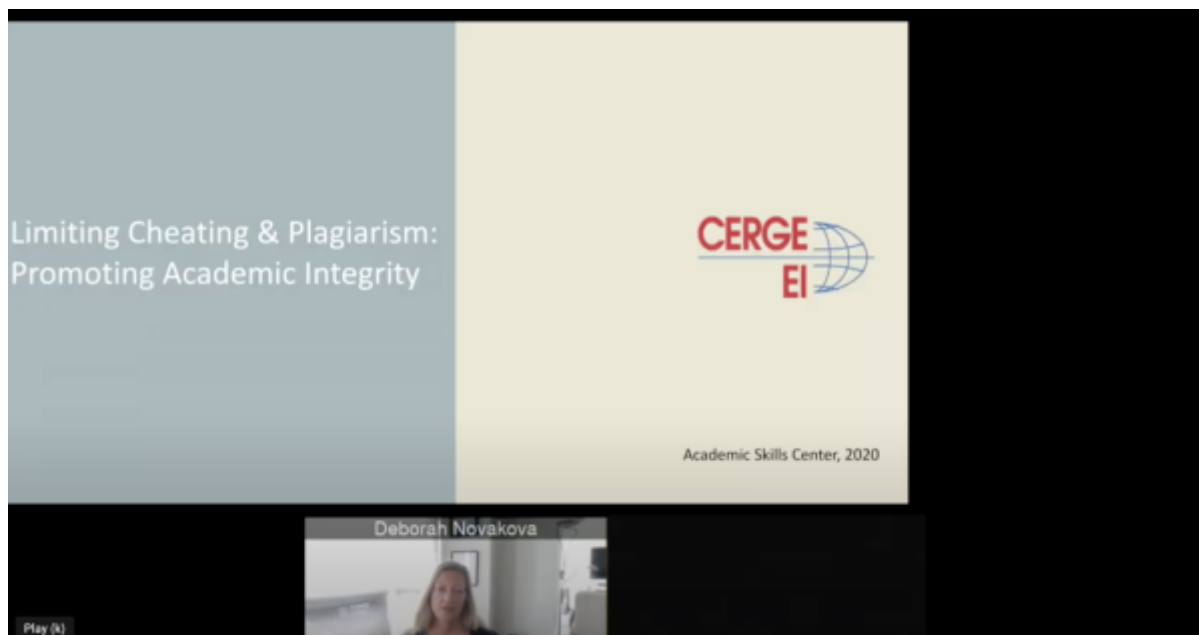 Limiting Cheating & Plagiarism:
Promoting Academic Integrity
CERGE
EI
Academic Skills Center, 2020
Deborah Novakova
Play (k)